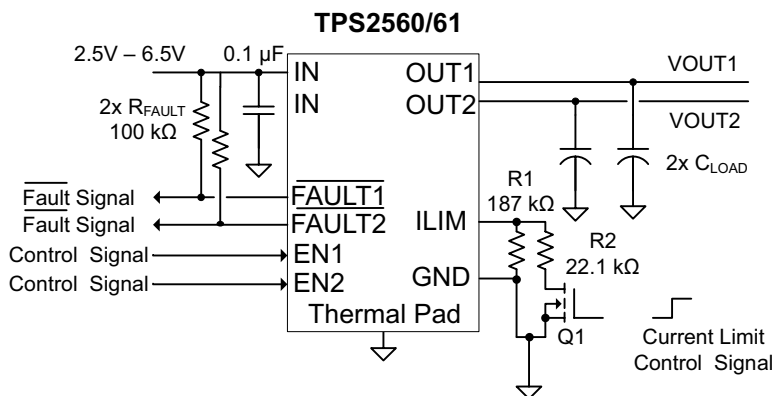 TPS2560/61
2.5V – 6.5V
0.1 µF
IN
OUT1
VOUT1
IN
OUT2
VOUT2
2x RFAULT
100 kΩ
2x CLOAD
R1
187 kΩ
Fault Signal
FAULT1
Fault Signal
FAULT2
ILIM
R2
22.1 kΩ
Control Signal
EN1
Control Signal
EN2
GND
Thermal Pad
Q1
Current Limit
Control Signal